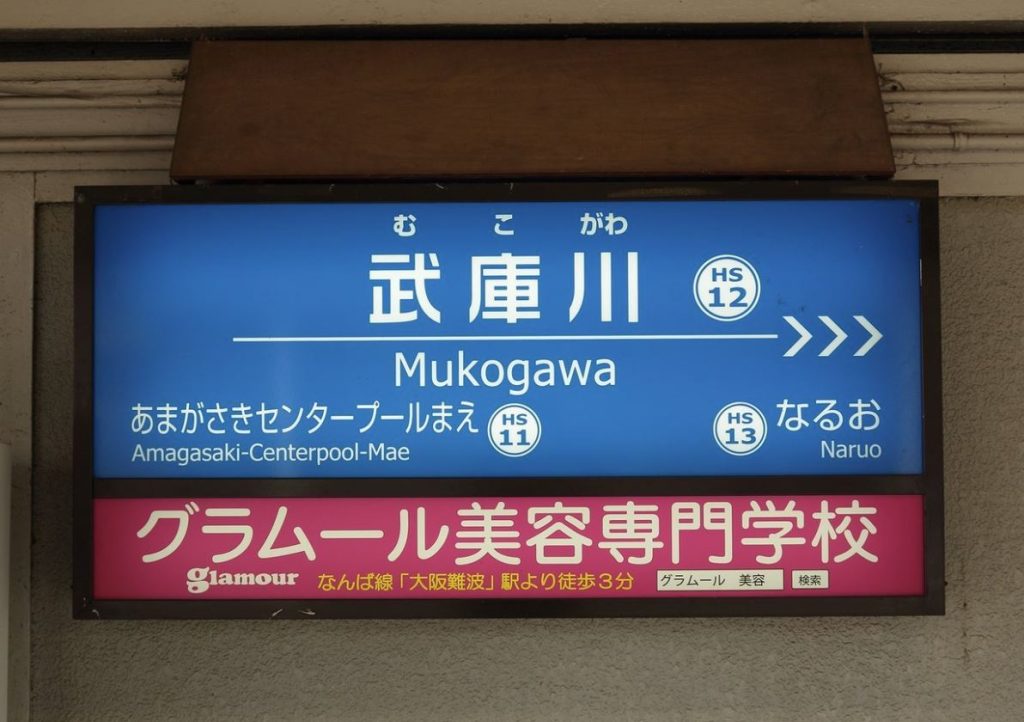 む こ がわ
武庫川 HS 12
Mukogawa
あまがさきセンタープールまえ HS 11 HS 13 なるお
Amagasaki-Centerpool-Mae Naruo
グラムール美容専門学校
glamour なんば線「大阪難波」駅より徒歩3分 グラムール 美容 検索